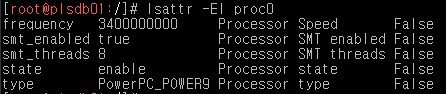 [root@plsdb01:/]# lsattr -El proc0
frequency   3400000000    Processor Speed       False
smt_enabled true          Processor SMT enabled False
smt_threads 8             Processor SMT threads False
state       enable        Processor state       False
type        PowerPC_POWER9 Processor type       False